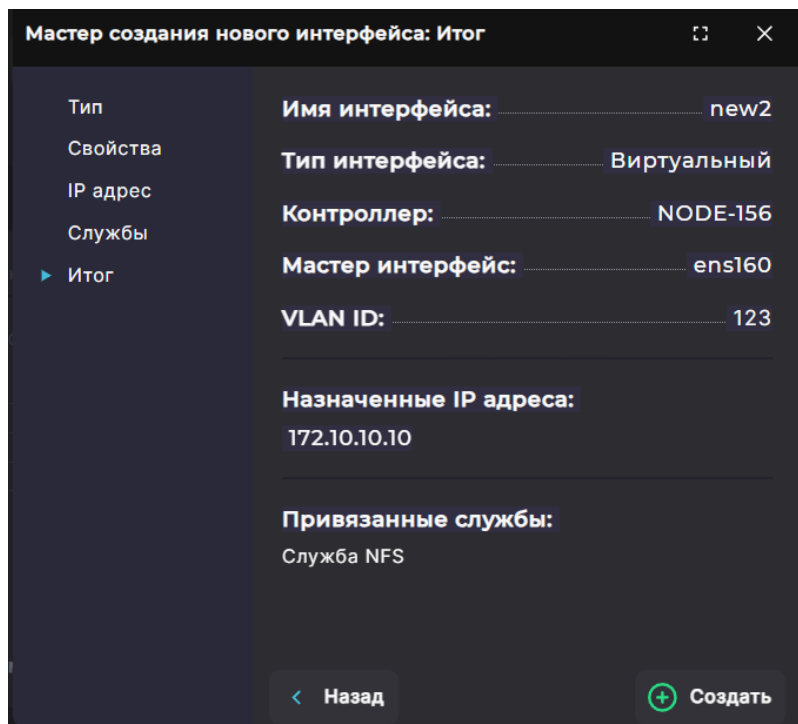 Мастер создания нового интерфейса: Итог
Тип
Свойства
IP адрес
Службы
Итог
Имя интерфейса: new2
Тип интерфейса: Виртуальный
Контроллер: NODE-156
Мастер интерфейс: ens160
VLAN ID: 123
Назначенные IP адреса:
172.10.10.10
Привязанные службы:
Служба NFS
Назад
Создать